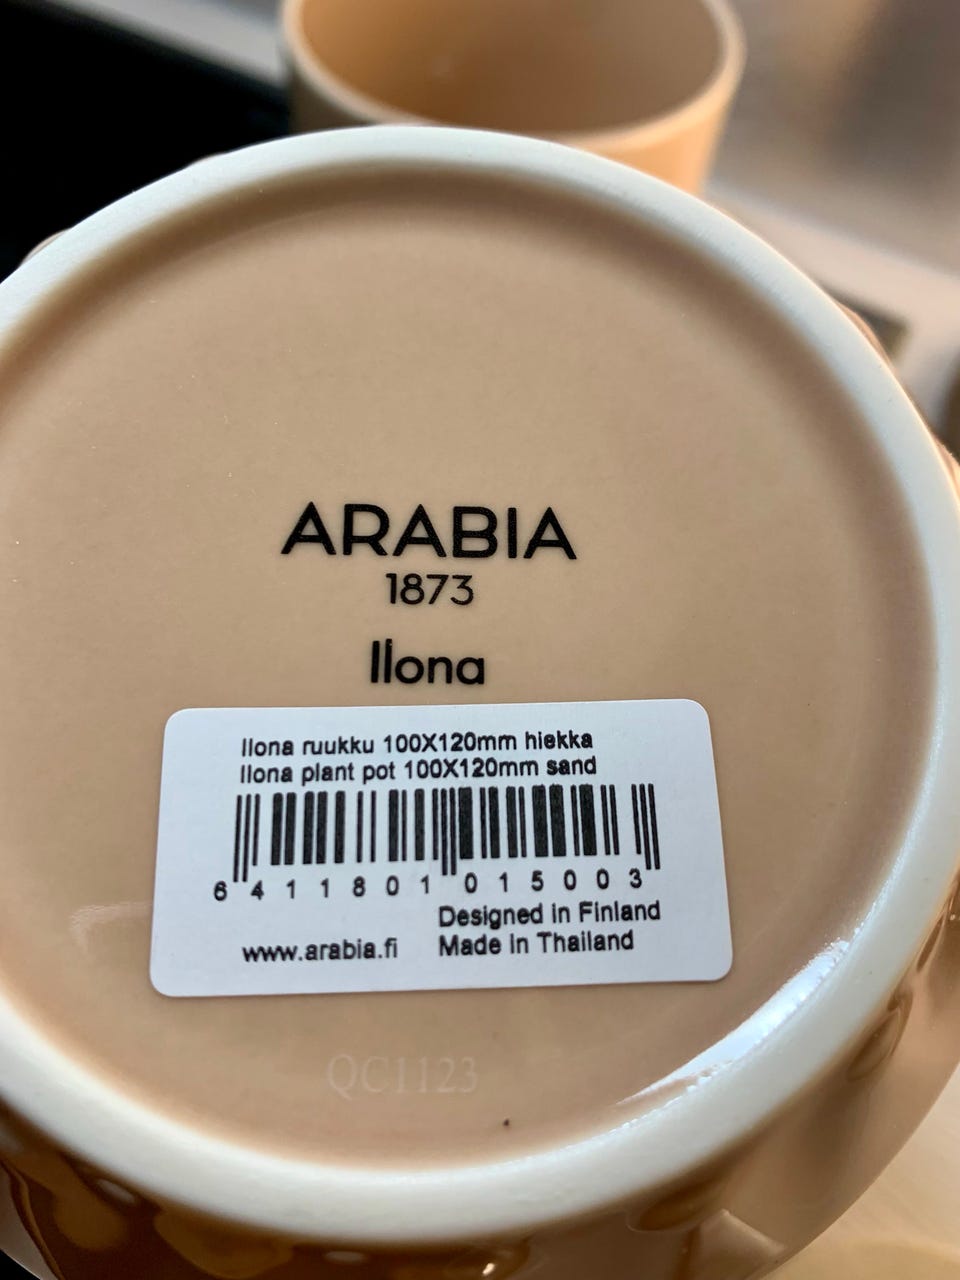 ARABIA
1873
Ilona
Ilona ruukku 100X120mm hiekka
Ilona plant pot 100X120mm sand
6 411801 015003
Designed in Finland
www.arabia.fi Made in Thailand
QC1123